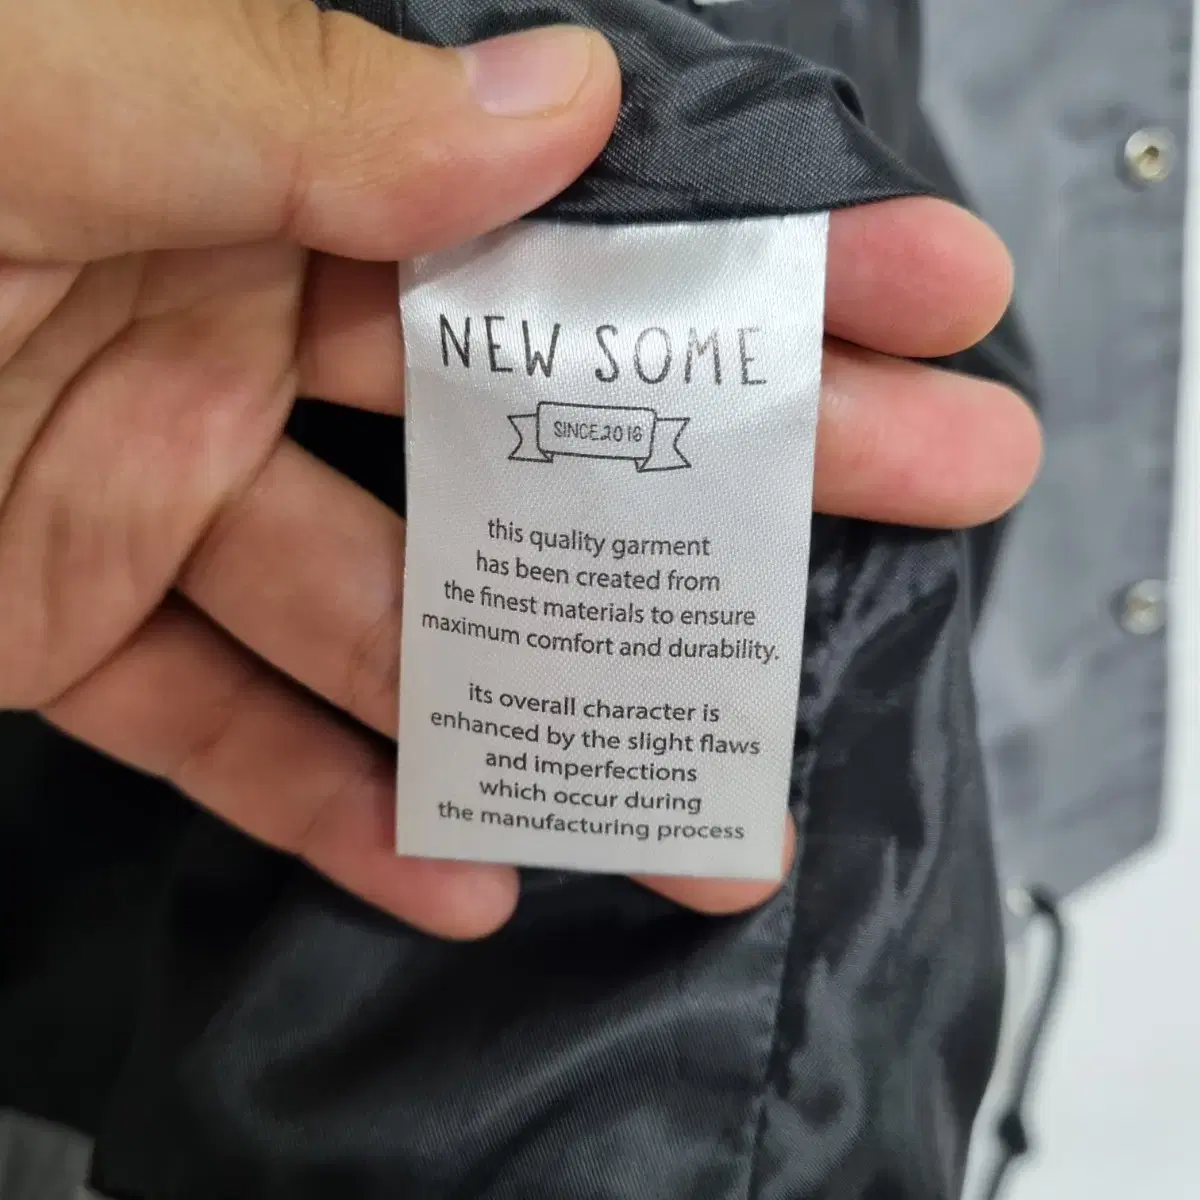 NEW SOME
SINCE.2016
this quality garment
has been created from
the finest materials to ensure
maximum comfort and durability.
its overall character is
enhanced by the slight flaws
and imperfections
which occur during
the manufacturing process